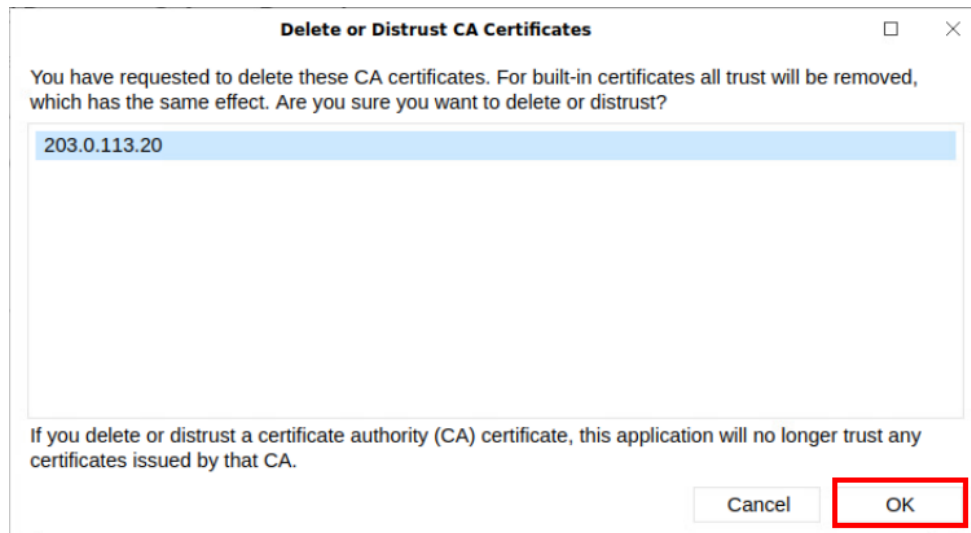 Delete or Distrust CA Certificates
You have requested to delete these CA certificates. For built-in certificates all trust will be removed,
which has the same effect. Are you sure you want to delete or distrust?
203.0.113.20
If you delete or distrust a certificate authority (CA) certificate, this application will no longer trust any
certificates issued by that CA.
Cancel OK